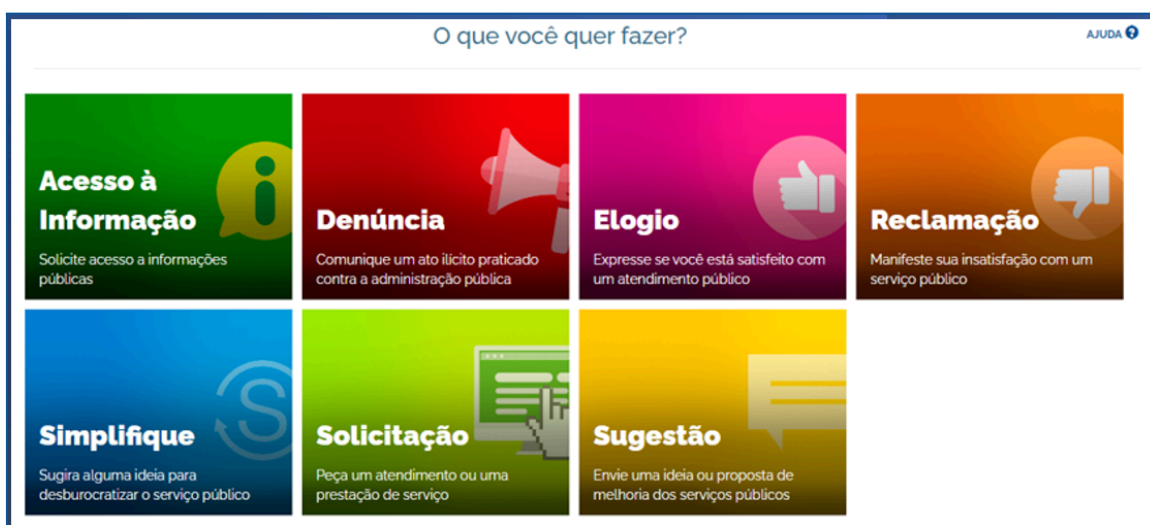 O que você quer fazer?
AJUDA
Acesso à
Informação
Solicite acesso a informações
públicas
Denúncia
Comunique um ato ilícito praticado
contra a administração pública
Elogio
Expresse se você está satisfeito com
um atendimento público
Reclamação
Manifeste sua insatisfação com um
serviço público
Simplifique
Sugira alguma ideia para
desburocratizar o serviço público
Solicitação
Peça um atendimento ou uma
prestação de serviço
Sugestão
Envie uma ideia ou proposta de
melhoria dos serviços públicos